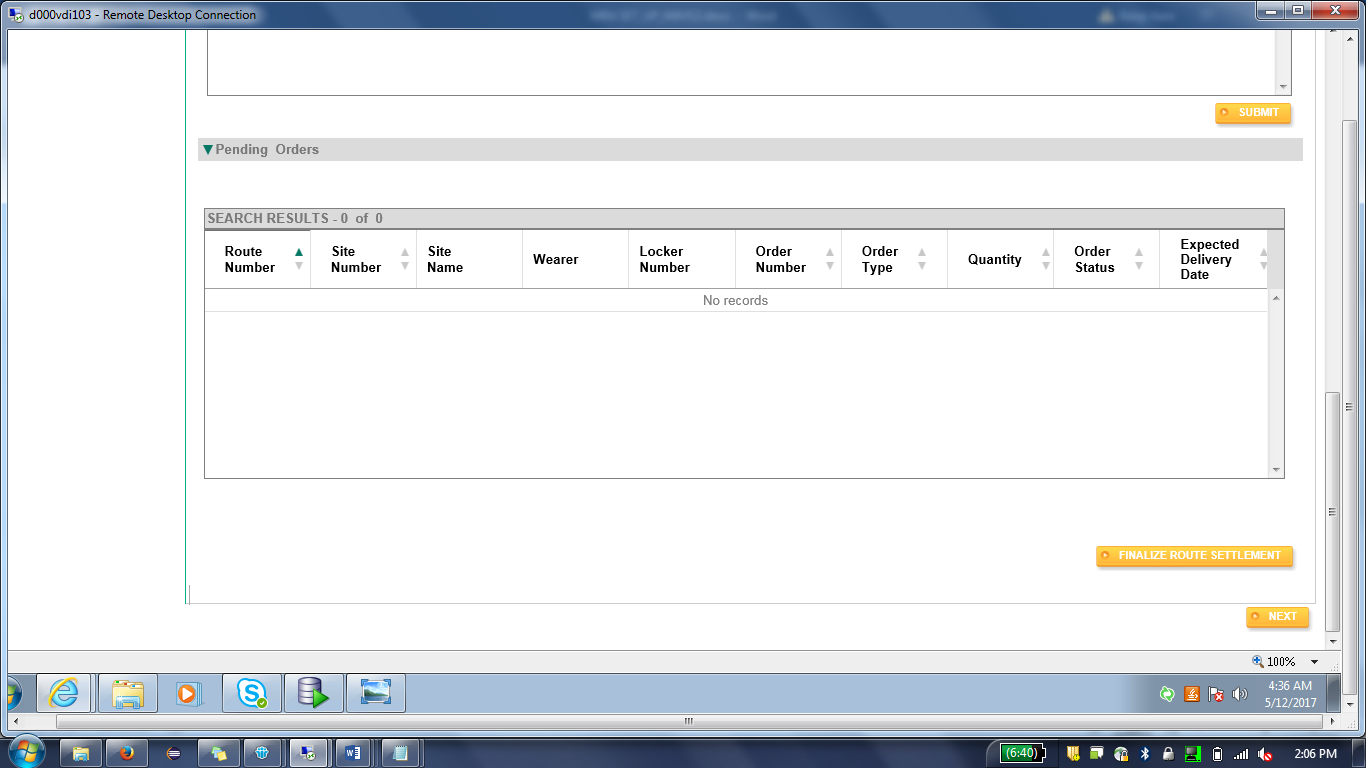 d000vdi103 - Remote Desktop Connection
SUBMIT
Pending Orders
SEARCH RESULTS - 0 of 0
Route Number
Site Number
Site Name
Wearer
Locker Number
Order Number
Order Type
Quantity
Order Status
Expected Delivery Date
No records
FINALIZE ROUTE SETTLEMENT
NEXT
100%
4:36 AM
5/12/2017
(6:40)
2:06 PM